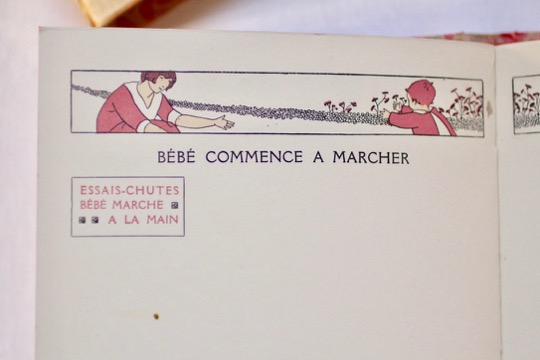 BÉBÉ COMMENCE A MARCHER
ESSAIS-CHUTES
BÉBÉ MARCHE
A LA MAIN